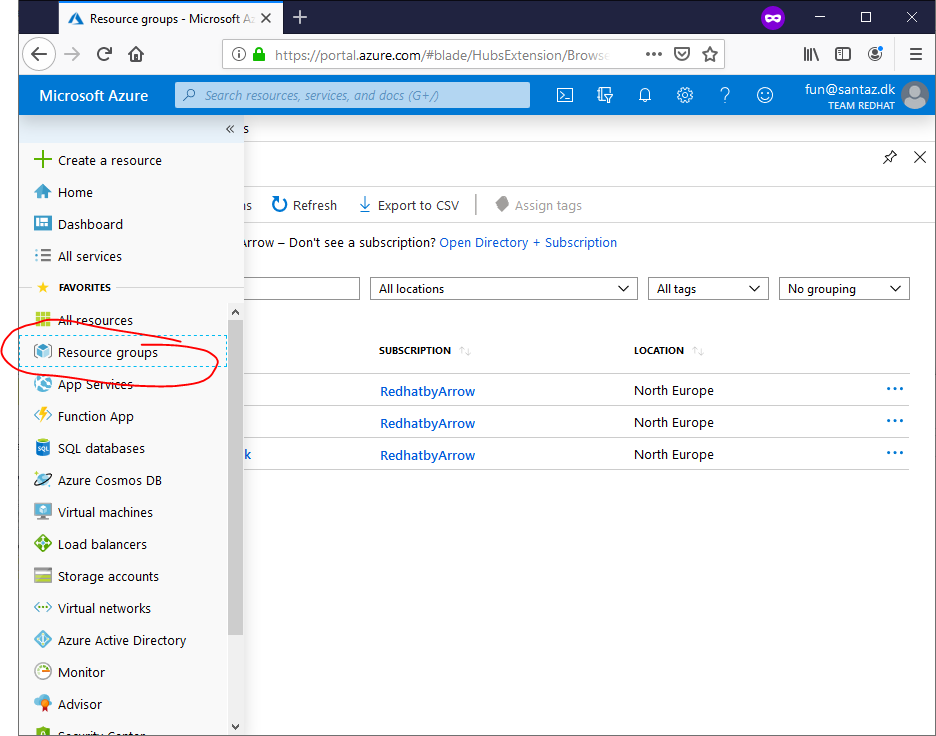 Resource groups - Microsoft Az
https://portal.azure.com/#blade/HubsExtension/Browse
Microsoft Azure
Search resources, services, and docs (G+/)
fun@santaz.dk
TEAM REDHAT
« s
Create a resource
Home
Dashboard
All services
FAVORITES
All resources
Resource groups
App Services
Function App
SQL databases
Azure Cosmos DB
Virtual machines
Load balancers
Storage accounts
Virtual networks
Azure Active Directory
Monitor
Advisor
Security Center
ns
Refresh
Export to CSV
Assign tags
Arrow – Don't see a subscription? Open Directory + Subscription
All locations
All tags
No grouping
SUBSCRIPTION
LOCATION
RedhatbyArrow
North Europe
RedhatbyArrow
North Europe
k
RedhatbyArrow
North Europe